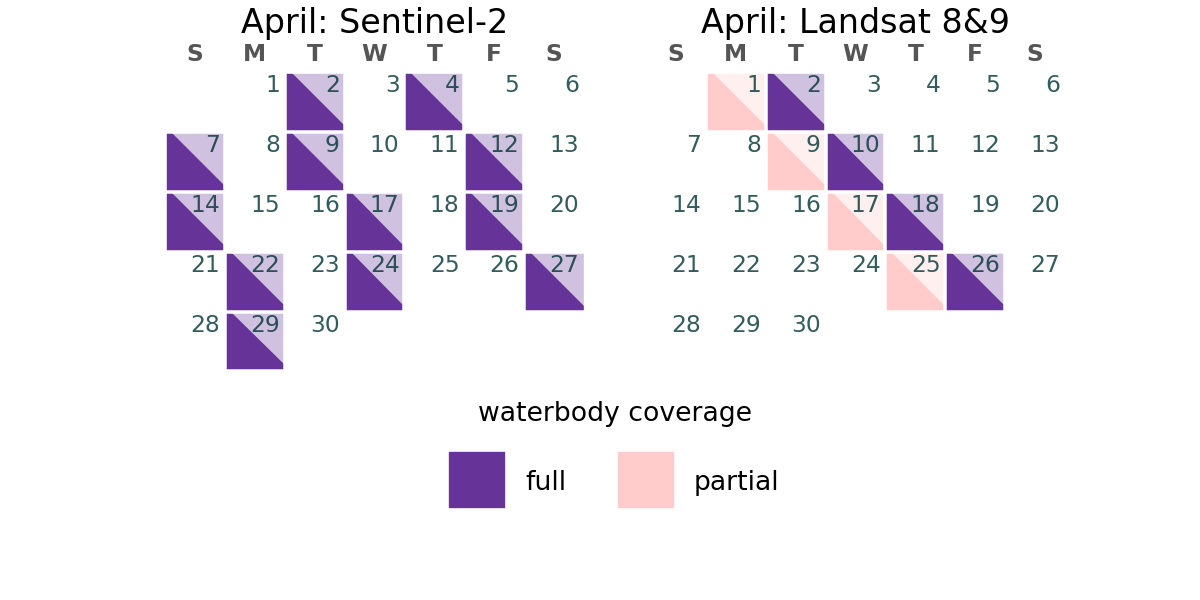 April: Sentinel-2
S M T W T F S
1 2 3 4 5 6
7 8 9 10 11 12 13
14 15 16 17 18 19 20
21 22 23 24 25 26 27
28 29 30
April: Landsat 8&9
S M T W T F S
1 2 3 4 5 6
7 8 9 10 11 12 13
14 15 16 17 18 19 20
21 22 23 24 25 26 27
28 29 30
waterbody coverage
full
partial